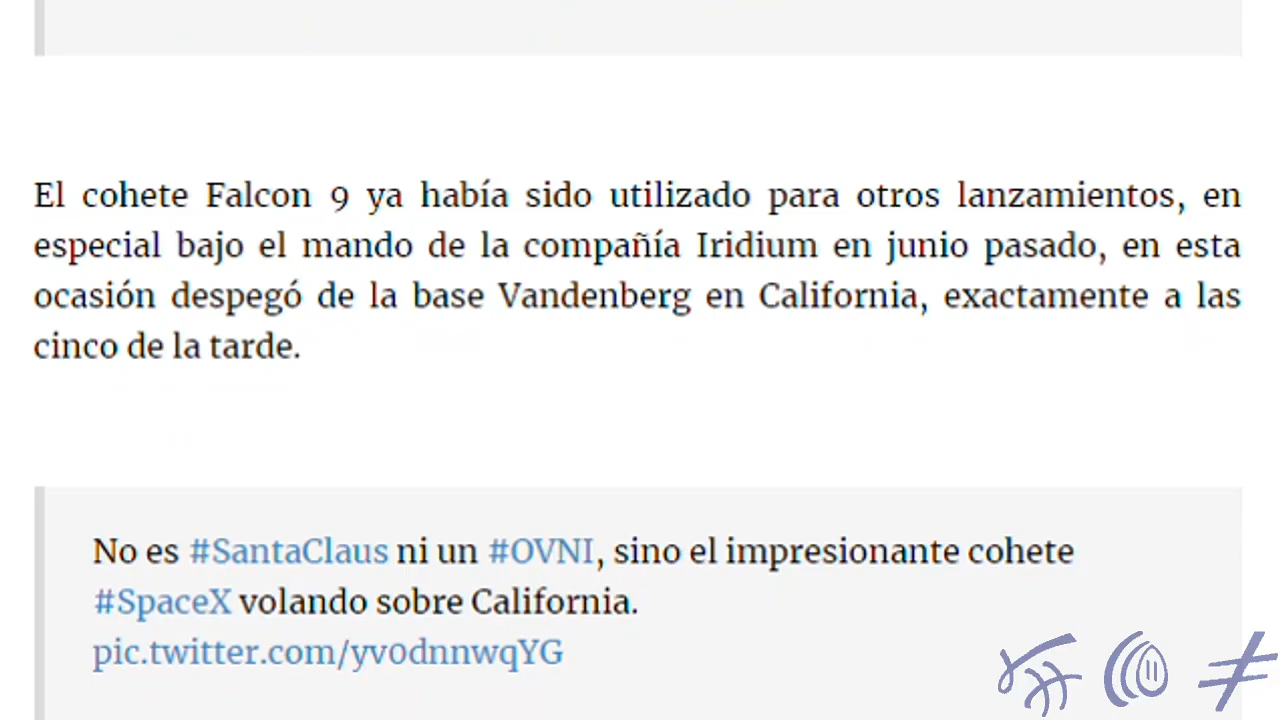 El cohete Falcon 9 ya había sido utilizado para otros lanzamientos, en
especial bajo el mando de la compañía Iridium en junio pasado, en esta
ocasión despegó de la base Vandenberg en California, exactamente a las
cinco de la tarde.
No es #SantaClaus ni un #OVNI, sino el impresionante cohete
#SpaceX volando sobre California.
pic.twitter.com/yv0dnnwqYG